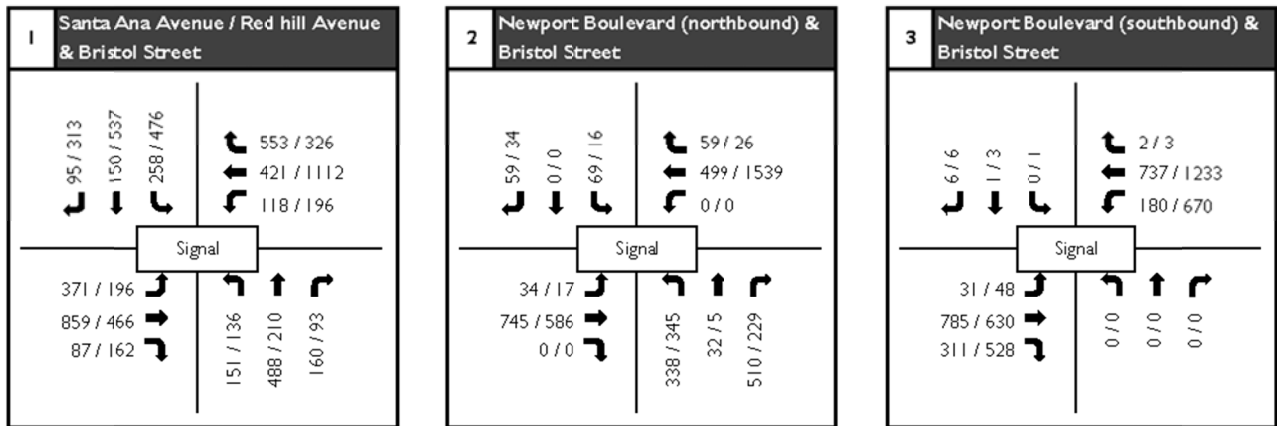 1
Santa Ana Avenue / Red hill Avenue
& Bristol Street
95 / 313
150 / 537
258 / 476
553 / 326
421 / 1112
118 / 196
Signal
371 / 196
859 / 466
87 / 162
151 / 136
488 / 210
160 / 93
2
Newport Boulevard (northbound) &
Bristol Street
59 / 34
0 / 0
69 / 16
59 / 26
499 / 1539
0 / 0
Signal
34 / 17
745 / 586
0 / 0
338 / 345
32 / 5
510 / 229
3
Newport Boulevard (southbound) &
Bristol Street
6 / 6
1 / 3
0 / 1
2 / 3
737 / 1233
180 / 670
Signal
31 / 48
785 / 630
311 / 528
0 / 0
0 / 0
0 / 0